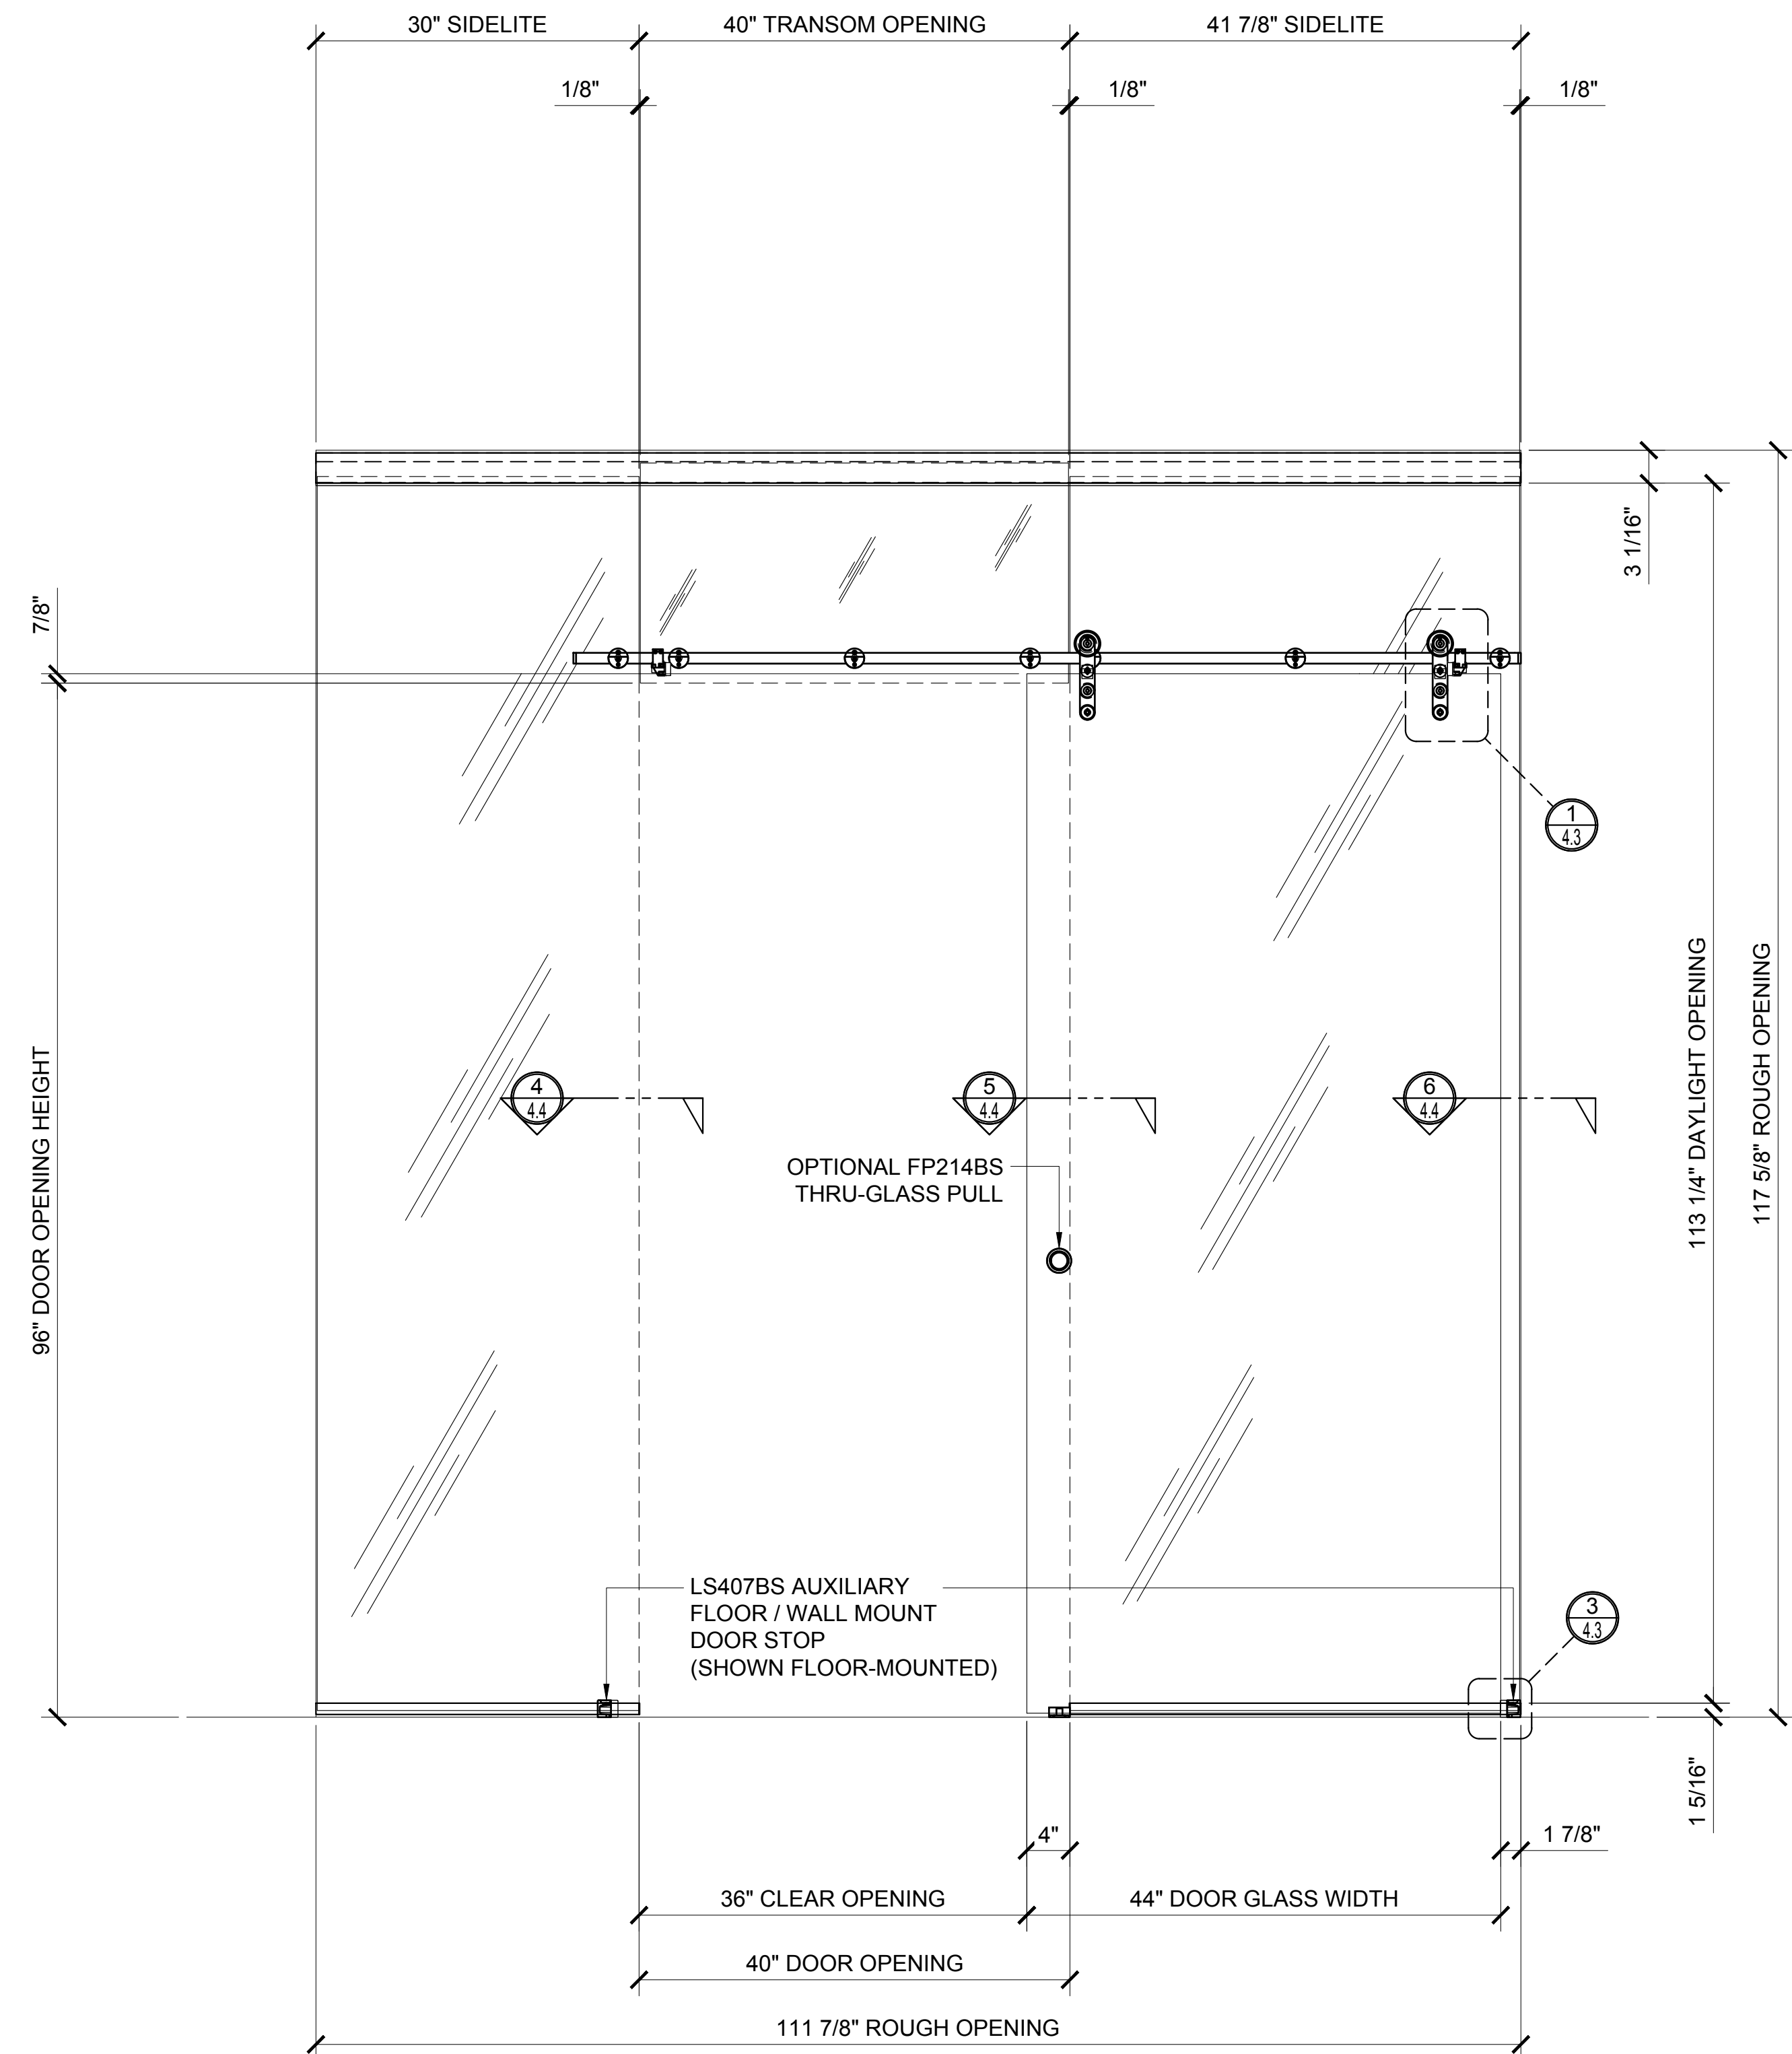 30" SIDELITE
40" TRANSOM OPENING
41 7/8" SIDELITE
1/8"
1/8"
1/8"
3 1/16"
7/8"
1
4.3
96" DOOR OPENING HEIGHT
113 1/4" DAYLIGHT OPENING
117 5/8" ROUGH OPENING
4
4.4
5
4.4
6
4.4
OPTIONAL FP214BS
THRU-GLASS PULL
LS407BS AUXILIARY
FLOOR / WALL MOUNT
DOOR STOP
(SHOWN FLOOR-MOUNTED)
3
4.3
1 5/16"
4"
1 7/8"
36" CLEAR OPENING
44" DOOR GLASS WIDTH
40" DOOR OPENING
111 7/8" ROUGH OPENING